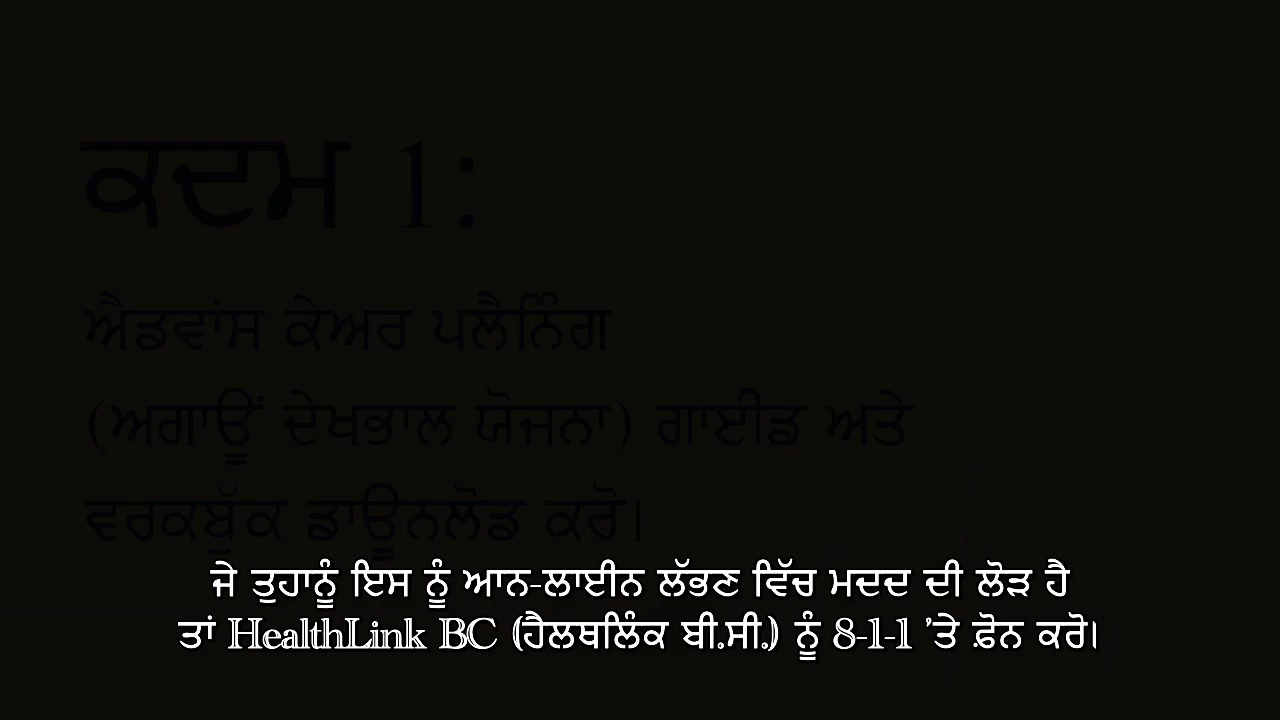 ਕਦਮ 1:
ਐਡਵਾਂਸ ਕੇਅਰ ਪਲੈਨਿੰਗ
(ਅਗਾਊਂ ਦੇਖਭਾਲ ਯੋਜਨਾ) ਗਾਈਡ ਅਤੇ
ਵਰਕਬੁੱਕ ਡਾਊਨਲੋਡ ਕਰੋ।
ਜੇ ਤੁਹਾਨੂੰ ਇਸ ਨੂੰ ਆਨ-ਲਾਈਨ ਲੱਭਣ ਵਿੱਚ ਮਦਦ ਦੀ ਲੋੜ ਹੈ
ਤਾਂ HealthLink BC (ਹੈਲਥਲਿੰਕ ਬੀ.ਸੀ.) ਨੂੰ 8-1-1 ’ਤੇ ਫ਼ੋਨ ਕਰੋ।